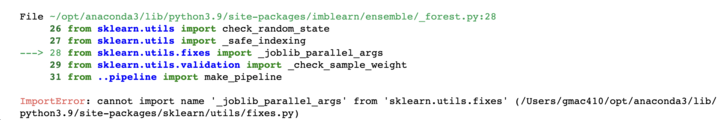 File ~/opt/anaconda3/lib/python3.9/site-packages/imblearn/ensemble/_forest.py:28
26 from sklearn.utils import check_random_state
27 from sklearn.utils import _safe_indexing
---> 28 from sklearn.utils.fixes import _joblib_parallel_args
29 from sklearn.utils.validation import _check_sample_weight
31 from ..pipeline import make_pipeline
ImportError: cannot import name '_joblib_parallel_args' from 'sklearn.utils.fixes' (/Users/gmac410/opt/anaconda3/lib/
python3.9/site-packages/sklearn/utils/fixes.py)